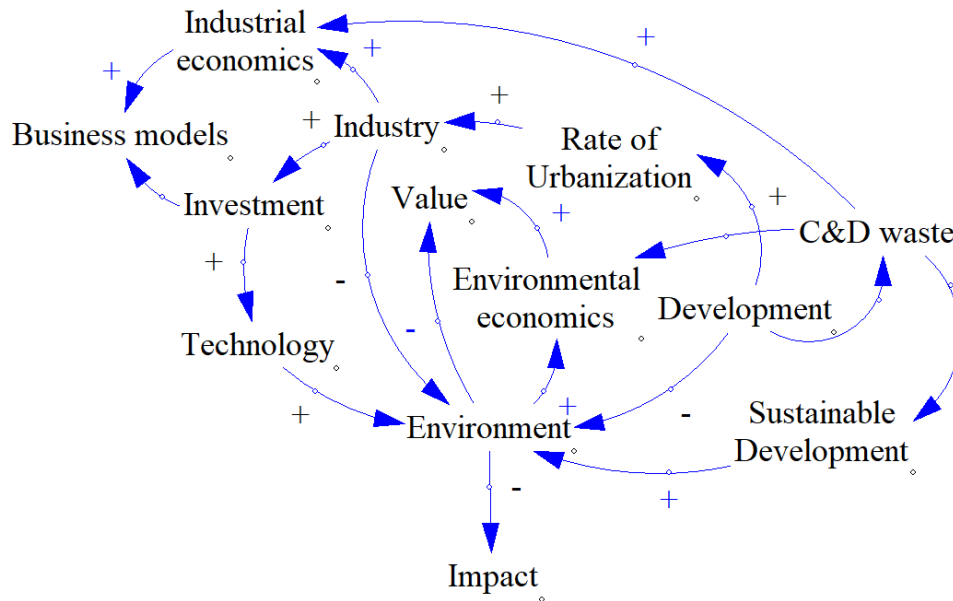 Industrial
economics
+
+
+
Business models
+
Industry
+
Rate of
Urbanization
Value
+
Investment
+
C&D waste
+
-
Environmental
economics
Development
-
Technology
+
Environment
+
-
Sustainable
Development
+
-
Impact